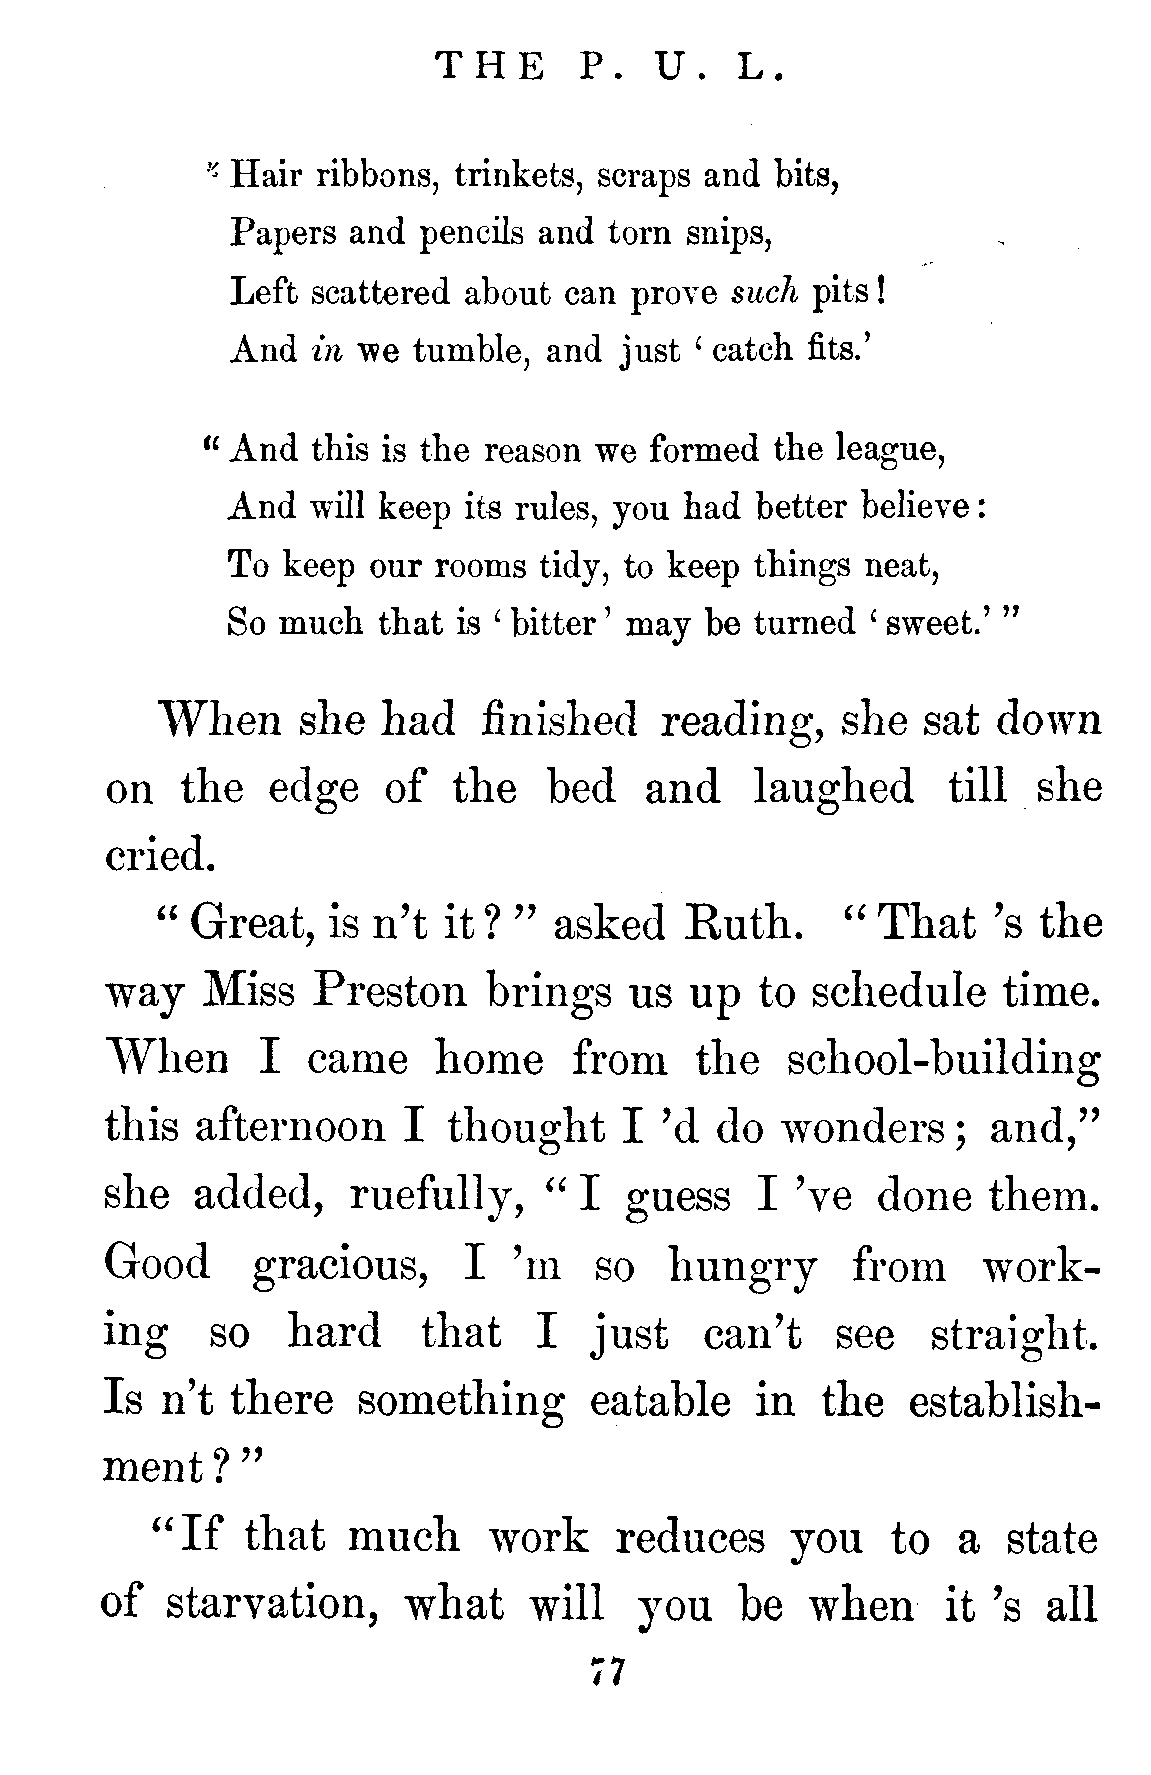 THE P. U. L.
" Hair ribbons, trinkets, scraps and bits,
Papers and pencils and torn snips,
Left scattered about can prove such pits!
And in we tumble, and just ' catch fits.'
" And this is the reason we formed the league,
And will keep its rules, you had better believe:
To keep our rooms tidy, to keep things neat,
So much that is ' bitter' may be turned ' sweet.' "
When she had finished reading, she sat down
on the edge of the bed and laughed till she
cried.
" Great, is n't it? " asked Ruth. " That 's the
way Miss Preston brings us up to schedule time.
When I came home from the school-building
this afternoon I thought I 'd do wonders; and,"
she added, ruefully, " I guess I 've done them.
Good gracious, I 'm so hungry from work-
ing so hard that I just can't see straight.
Is n't there something eatable in the establish-
ment? "
"If that much work reduces you to a state
of starvation, what will you be when it 's all
77